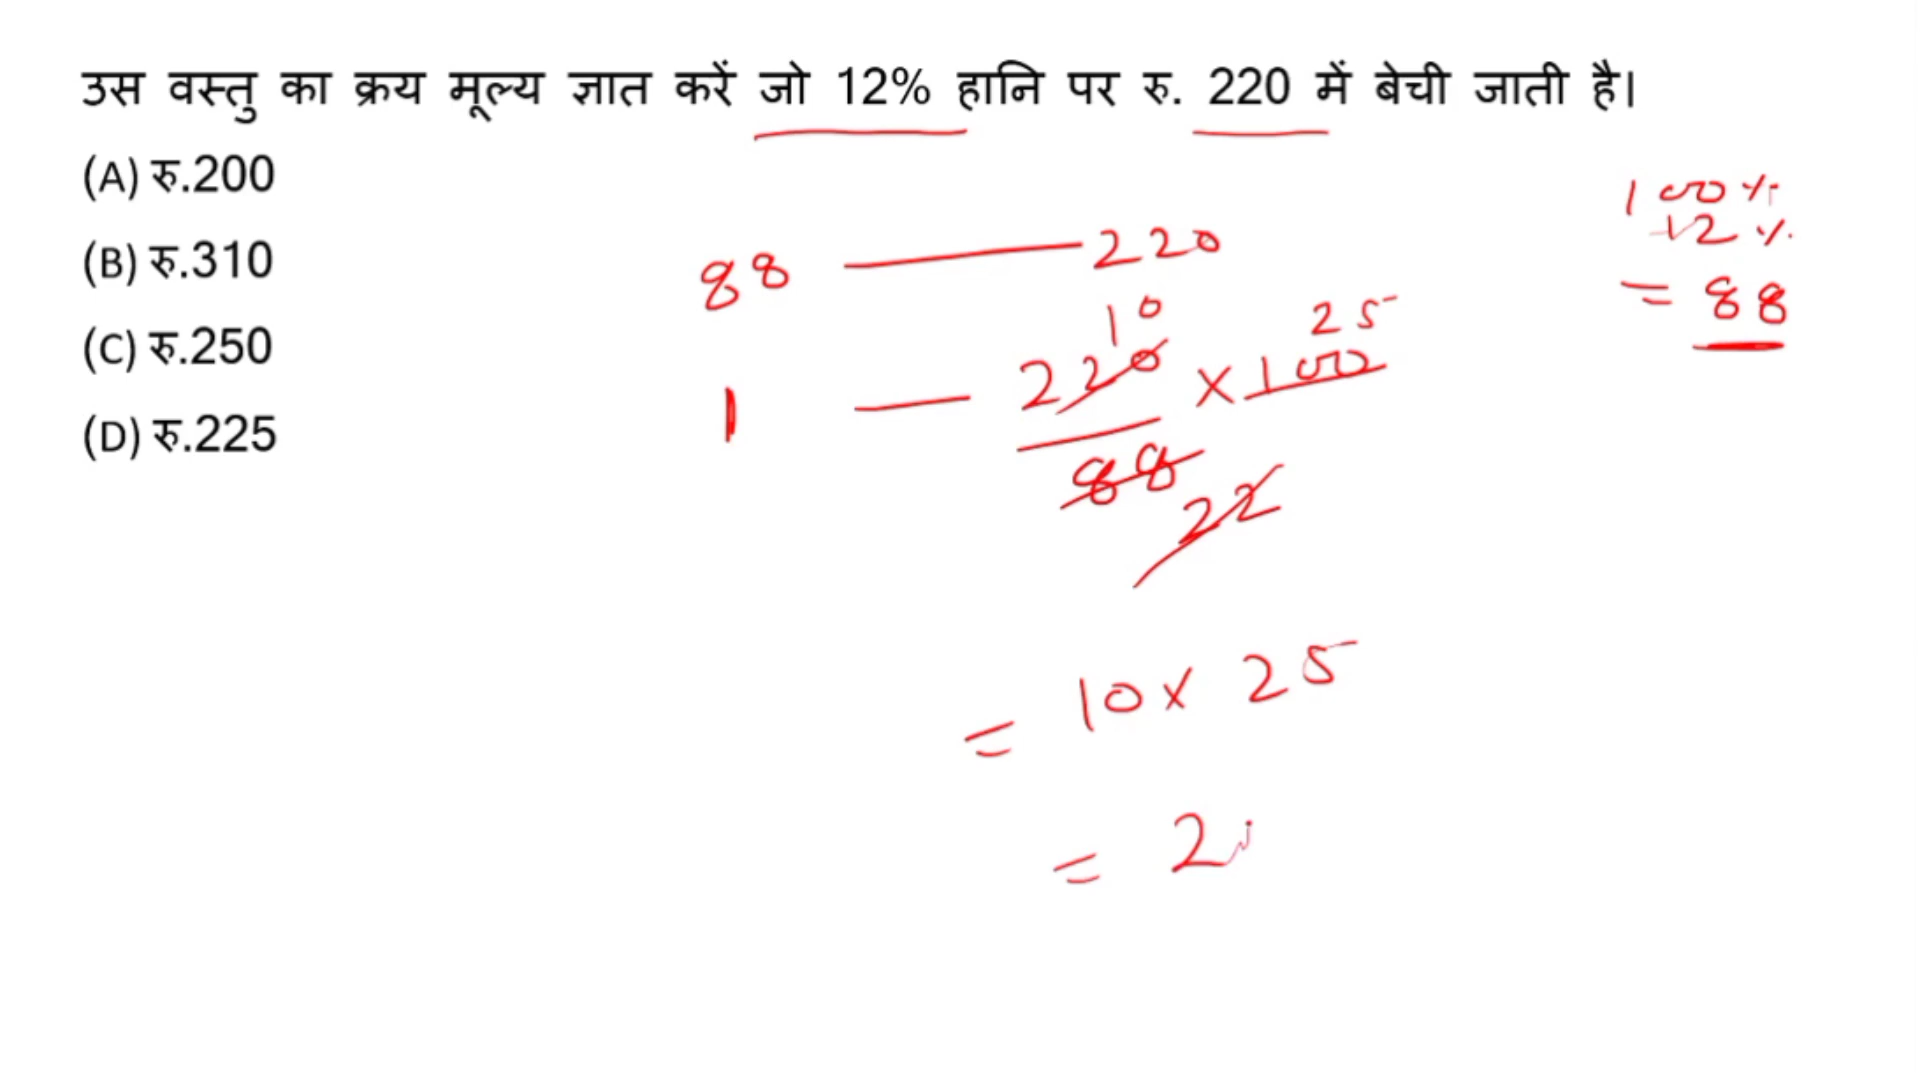 उस वस्तु का क्रय मूल्य ज्ञात करें जो 12% हानि पर रु. 220 में बेची जाती है।
(A) रु.200
(B) रु.310
(C) रु.250
(D) रु.225
100%
12%
= 88
88 — 220
10 25
1 — 220 × 100
88
22
= 10 × 25
= 2